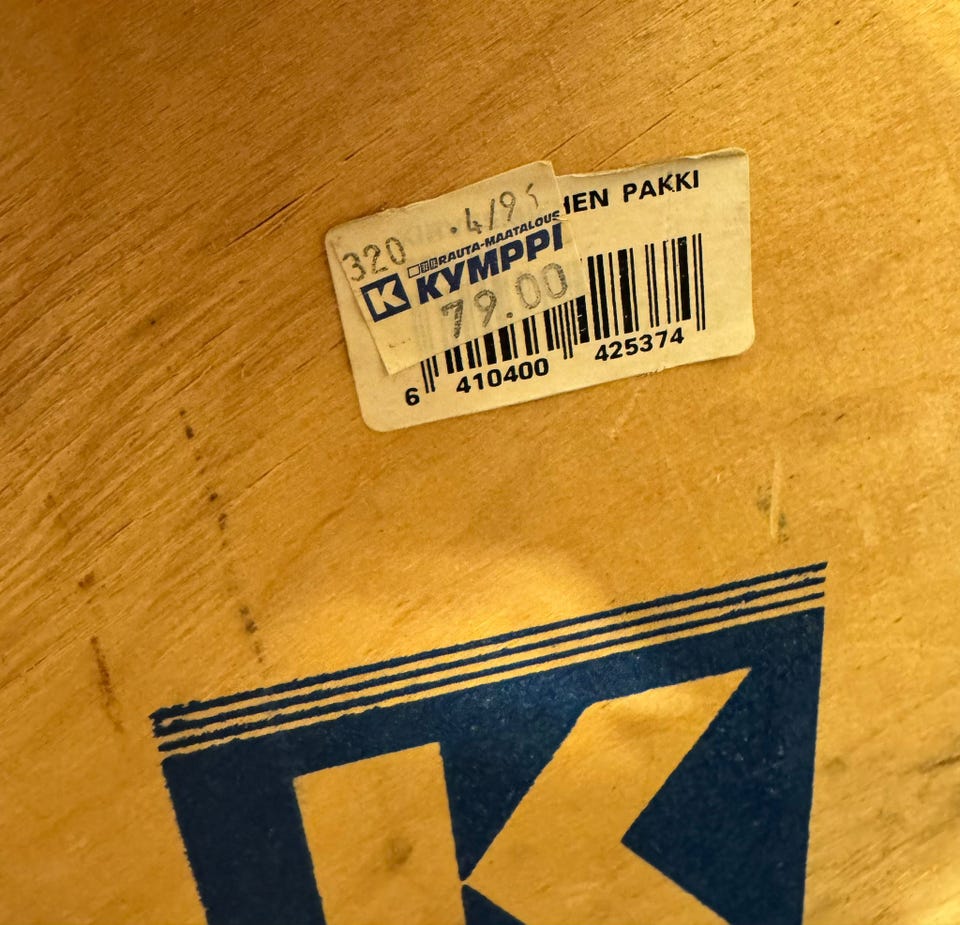 320 .4/9
HEN PAKKI
RAUTA-MAATALOUS
K KYMPPI
79.00
6 410400 425374
K